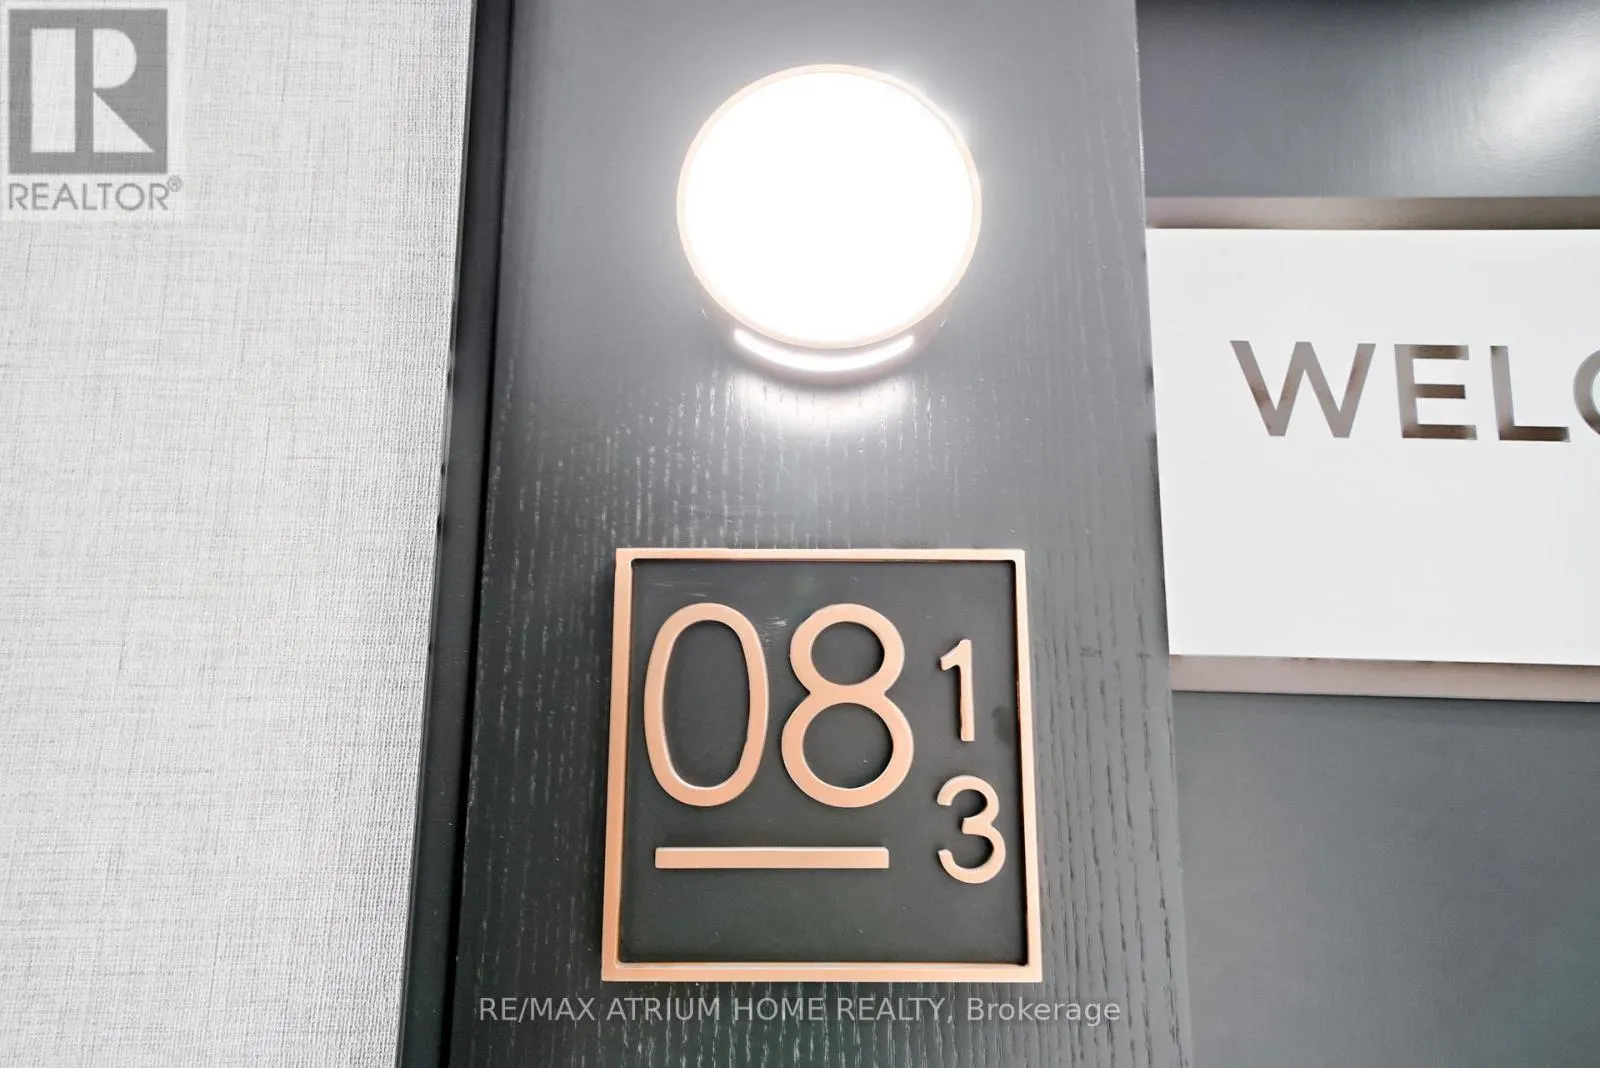 REALTOR®
WELC
08
1
3
RE/MAX ATRIUM HOME REALTY, Brokerage